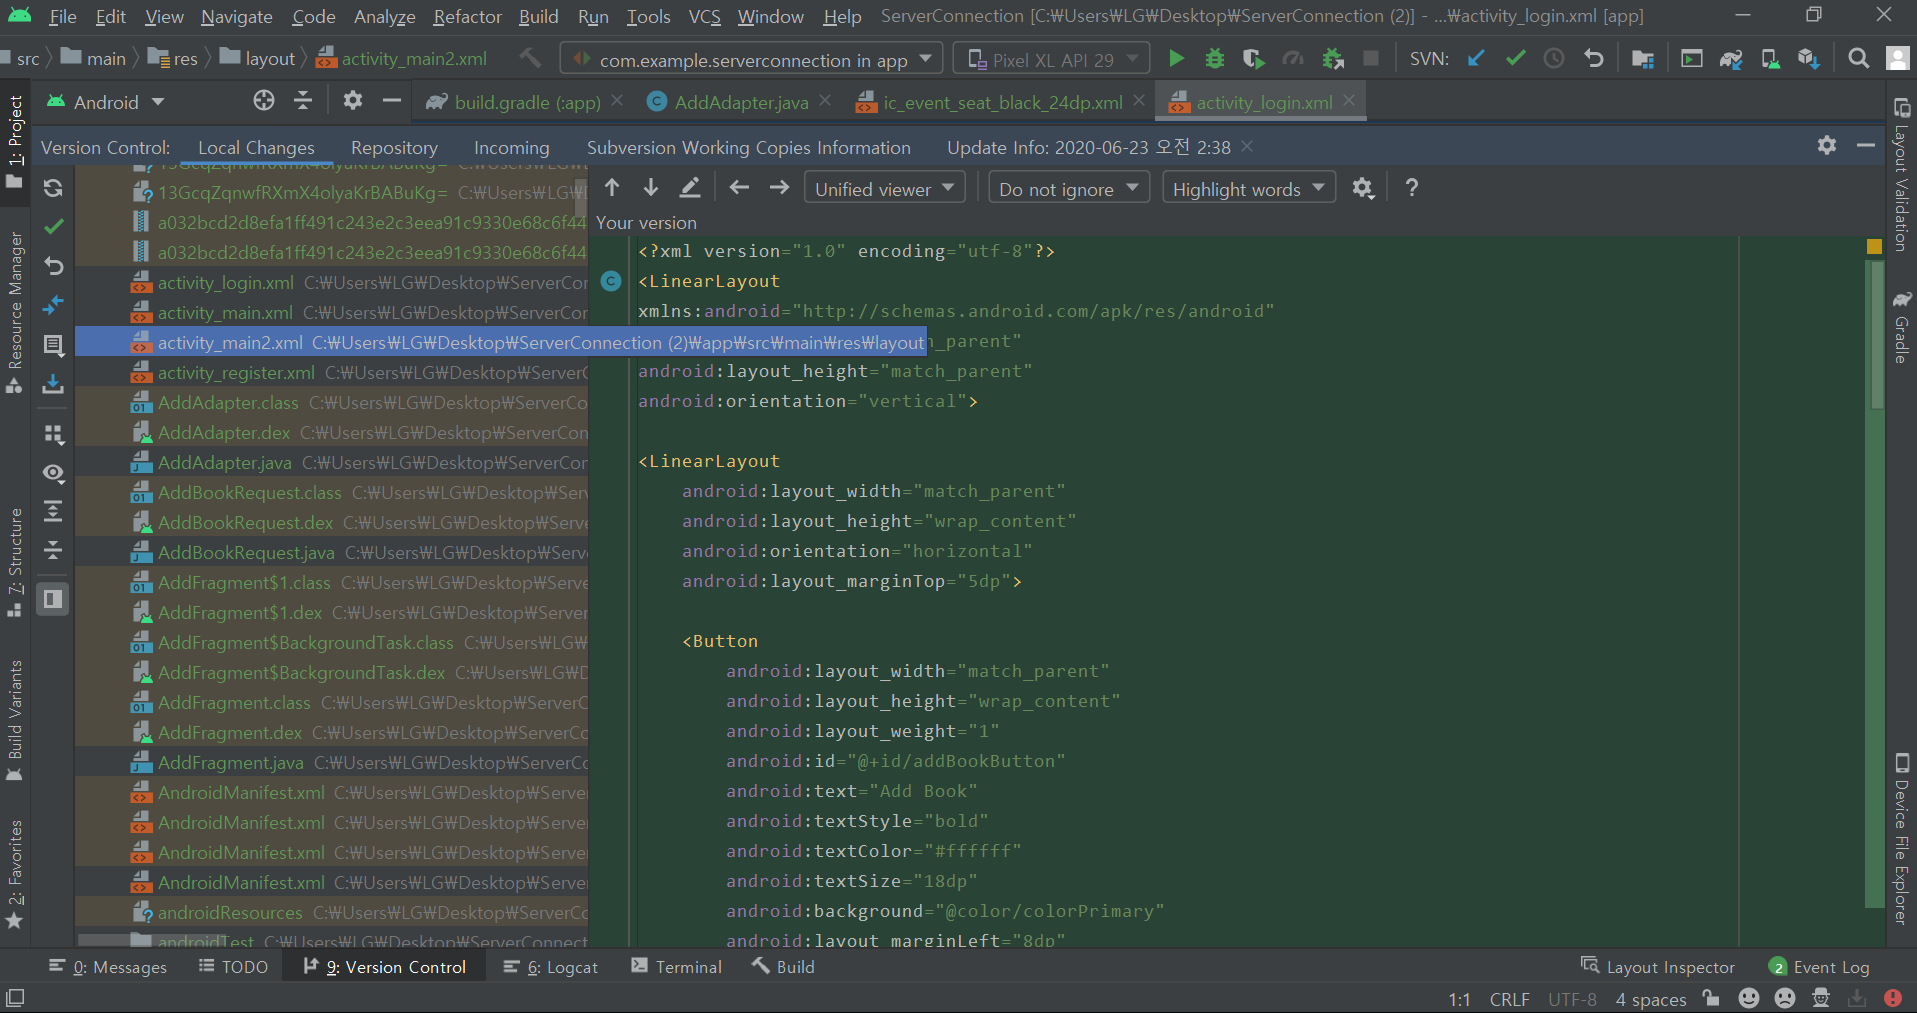 File Edit View Navigate Code Analyze Refactor Build Run Tools VCS Window Help ServerConnection [C:₩Users₩LG₩Desktop₩ServerConnection (2)] - ...₩activity_login.xml [app]
src main res layout activity_main2.xml com.example.serverconnection in app Pixel XL API 29 SVN:
Android build.gradle (:app) AddAdapter.java ic_event_seat_black_24dp.xml activity_login.xml
Version Control: Local Changes Repository Incoming Subversion Working Copies Information Update Info: 2020-06-23 오전 2:38
1: Project
Resource Manager
7: Structure
Build Variants
2: Favorites
13GcqZqnwfRXmX4olyaKrBABuKg= C:₩Users₩LG₩D
13GcqZqnwfRXmX4olyaKrBABuKg= C:₩Users₩LG₩
a032bcd2d8efa1ff491c243e2c3eea91c9330e68c6f44
a032bcd2d8efa1ff491c243e2c3eea91c9330e68c6f44
activity_login.xml C:₩Users₩LG₩Desktop₩ServerCor
activity_main.xml C:₩Users₩LG₩Desktop₩ServerCor
activity_main2.xml C:₩Users₩LG₩Desktop₩ServerConnection (2)₩app₩src₩main₩res₩layout
activity_register.xml C:₩Users₩LG₩Desktop₩ServerC
AddAdapter.class C:₩Users₩LG₩Desktop₩ServerCo
AddAdapter.dex C:₩Users₩LG₩Desktop₩ServerCon
AddAdapter.java C:₩Users₩LG₩Desktop₩ServerCor
AddBookRequest.class C:₩Users₩LG₩Desktop₩Se
AddBookRequest.dex C:₩Users₩LG₩Desktop₩Serv
AddBookRequest.java C:₩Users₩LG₩Desktop₩Serv
AddFragment$1.class C:₩Users₩LG₩Desktop₩Serv
AddFragment$1.dex C:₩Users₩LG₩Desktop₩Server
AddFragment$BackgroundTask.class C:₩Users₩LG₩
AddFragment$BackgroundTask.dex C:₩Users₩LG₩D
AddFragment.class C:₩Users₩LG₩Desktop₩ServerC
AddFragment.dex C:₩Users₩LG₩Desktop₩ServerCo
AddFragment.java C:₩Users₩LG₩Desktop₩ServerCo
AndroidManifest.xml C:₩Users₩LG₩Desktop₩Server
AndroidManifest.xml C:₩Users₩LG₩Desktop₩Server
AndroidManifest.xml C:₩Users₩LG₩Desktop₩Server
AndroidManifest.xml C:₩Users₩LG₩Desktop₩Server
androidResources C:₩Users₩LG₩Desktop₩ServerCo
androidTest C:₩Users₩LG₩Desktop₩ServerConnect
Unified viewer Do not ignore Highlight words ?
Your version
<?xml version="1.0" encoding="utf-8"?>
<LinearLayout
xmlns:android="http://schemas.android.com/apk/res/android"
h_parent"
android:layout_height="match_parent"
android:orientation="vertical">
<LinearLayout
android:layout_width="match_parent"
android:layout_height="wrap_content"
android:orientation="horizontal"
android:layout_marginTop="5dp">
<Button
android:layout_width="match_parent"
android:layout_height="wrap_content"
android:layout_weight="1"
android:id="@+id/addBookButton"
android:text="Add Book"
android:textStyle="bold"
android:textColor="#ffffff"
android:textSize="18dp"
android:background="@color/colorPrimary"
android:layout_marginLeft="8dp"
Layout Validation
Gradle
Device File Explorer
0: Messages TODO 9: Version Control 6: Logcat Terminal Build Layout Inspector 2 Event Log
1:1 CRLF UTF-8 4 spaces